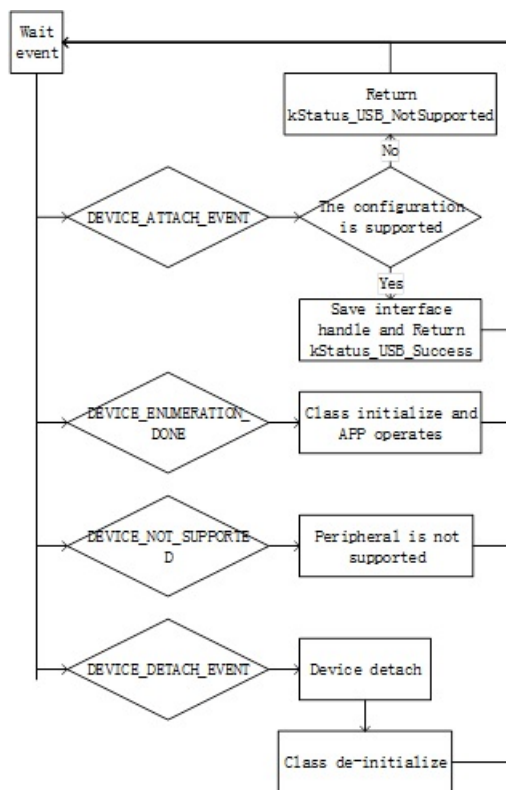 Wait
event
Return
kStatus_USB_NotSupported
No
DEVICE_ATTACH_EVENT
The configuration
is supported
Yes
Save interface
handle and Return
kStatus_USB_Success
DEVICE_ENUMERATION_
DONE
Class initialize and
APP operates
DEVICE_NOT_SUPPORTE
D
Peripheral is not
supported
DEVICE_DETACH_EVENT
Device detach
Class de-initialize